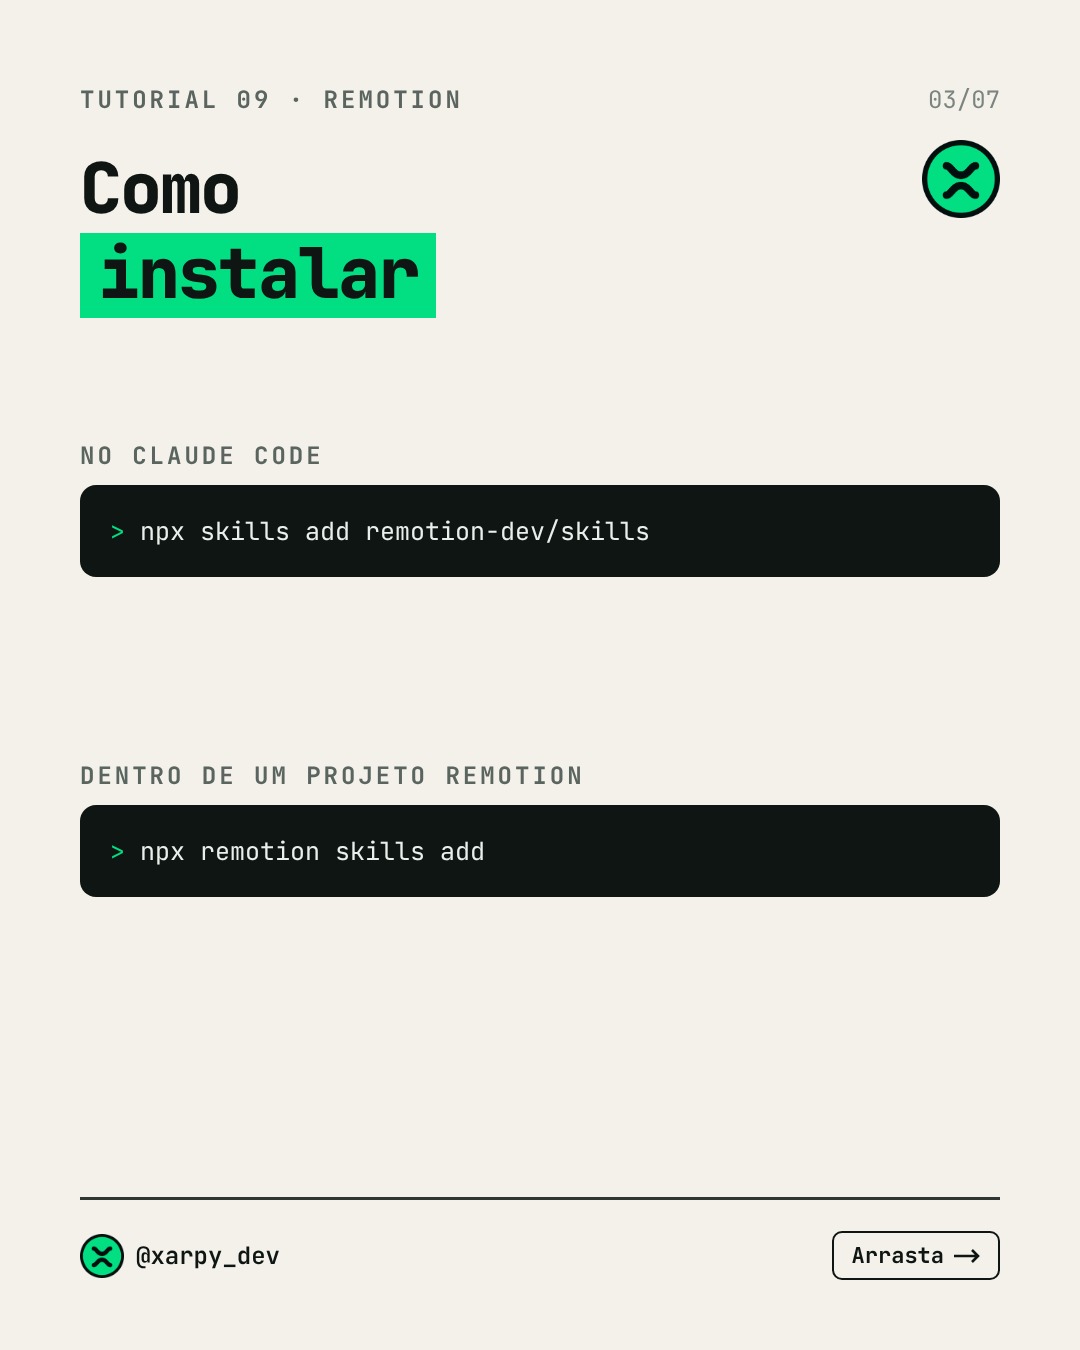 TUTORIAL 09 · REMOTION
03/07
Como
instalar
NO CLAUDE CODE
> npx skills add remotion-dev/skills
DENTRO DE UM PROJETO REMOTION
> npx remotion skills add
@xarpy_dev
Arrasta →